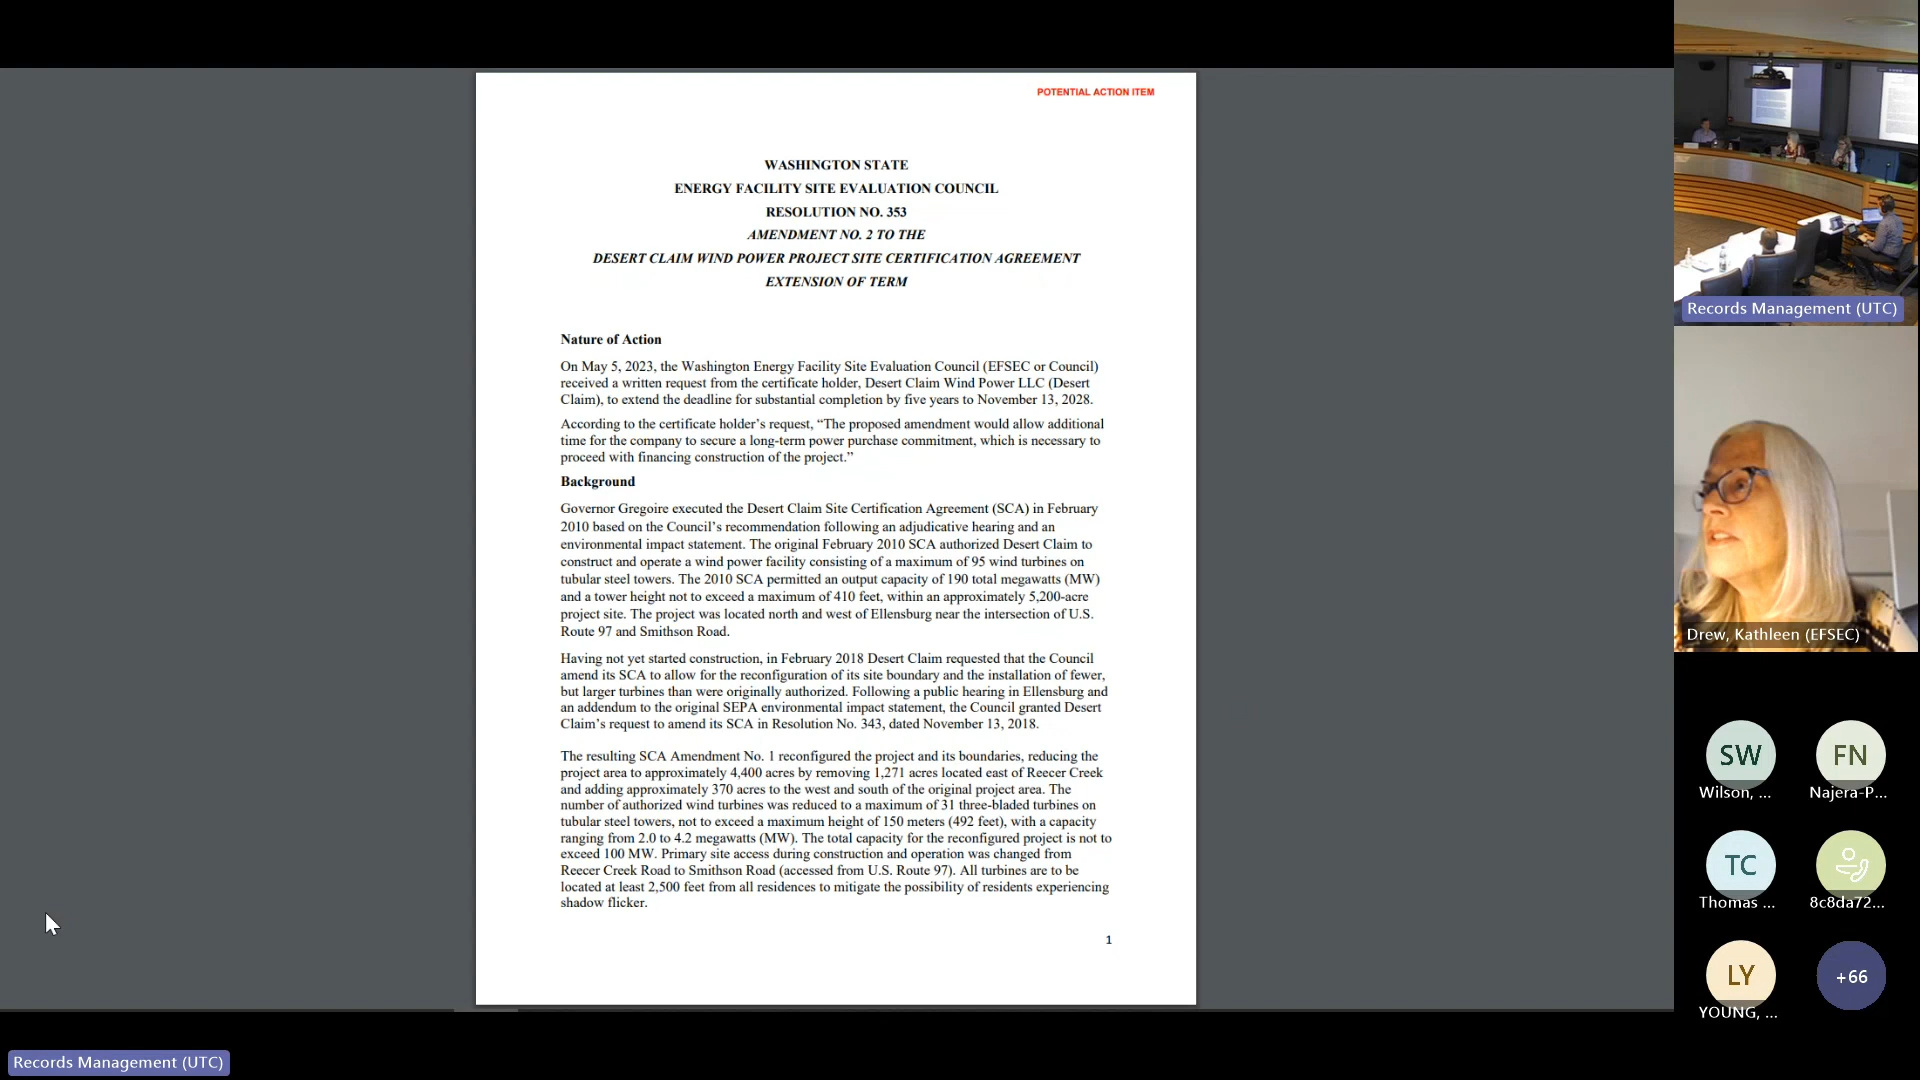 POTENTIAL ACTION ITEM
WASHINGTON STATE
ENERGY FACILITY SITE EVALUATION COUNCIL
RESOLUTION NO. 353
AMENDMENT NO. 2 TO THE
DESERT CLAIM WIND POWER PROJECT SITE CERTIFICATION AGREEMENT
EXTENSION OF TERM
Nature of Action
On May 5, 2023, the Washington Energy Facility Site Evaluation Council (EFSEC or Council)
received a written request from the certificate holder, Desert Claim Wind Power LLC (Desert
Claim), to extend the deadline for substantial completion by five years to November 13, 2028.
According to the certificate holder's request, “The proposed amendment would allow additional
time for the company to secure a long-term power purchase commitment, which is necessary to
proceed with financing construction of the project.”
Background
Governor Gregoire executed the Desert Claim Site Certification Agreement (SCA) in February
2010 based on the Council's recommendation following an adjudicative hearing and an
environmental impact statement. The original February 2010 SCA authorized Desert Claim to
construct and operate a wind power facility consisting of a maximum of 95 wind turbines on
tubular steel towers. The 2010 SCA permitted an output capacity of 190 total megawatts (MW)
and a tower height not to exceed a maximum of 410 feet, within an approximately 5,200-acre
project site. The project was located north and west of Ellensburg near the intersection of U.S.
Route 97 and Smithson Road.
Having not yet started construction, in February 2018 Desert Claim requested that the Council
amend its SCA to allow for the reconfiguration of its site boundary and the installation of fewer,
but larger turbines than were originally authorized. Following a public hearing in Ellensburg and
an addendum to the original SEPA environmental impact statement, the Council granted Desert
Claim's request to amend its SCA in Resolution No. 343, dated November 13, 2018.
The resulting SCA Amendment No. 1 reconfigured the project and its boundaries, reducing the
project area to approximately 4,400 acres by removing 1,271 acres located east of Reecer Creek
and adding approximately 370 acres to the west and south of the original project area. The
number of authorized wind turbines was reduced to a maximum of 31 three-bladed turbines on
tubular steel towers, not to exceed a maximum height of 150 meters (492 feet), with a capacity
ranging from 2.0 to 4.2 megawatts (MW). The total capacity for the reconfigured project is not to
exceed 100 MW. Primary site access during construction and operation was changed from
Reecer Creek Road to Smithson Road (accessed from U.S. Route 97). All turbines are to be
located at least 2,500 feet from all residences to mitigate the possibility of residents experiencing
shadow flicker.
1
Records Management (UTC)
Records Management (UTC)
Drew, Kathleen (EFSEC)
SW
Wilson, ...
FN
Najera-P...
TC
Thomas ...
8c8da72...
LY
YOUNG, ...
+66